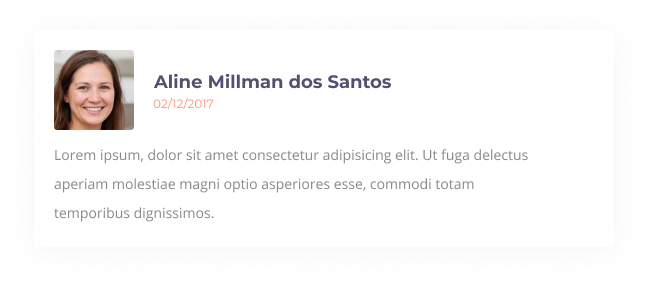 Aline Millman dos Santos
02/12/2017
Lorem ipsum, dolor sit amet consectetur adipisicing elit. Ut fuga delectus
aperiam molestiae magni optio asperiores esse, commodi totam
temporibus dignissimos.